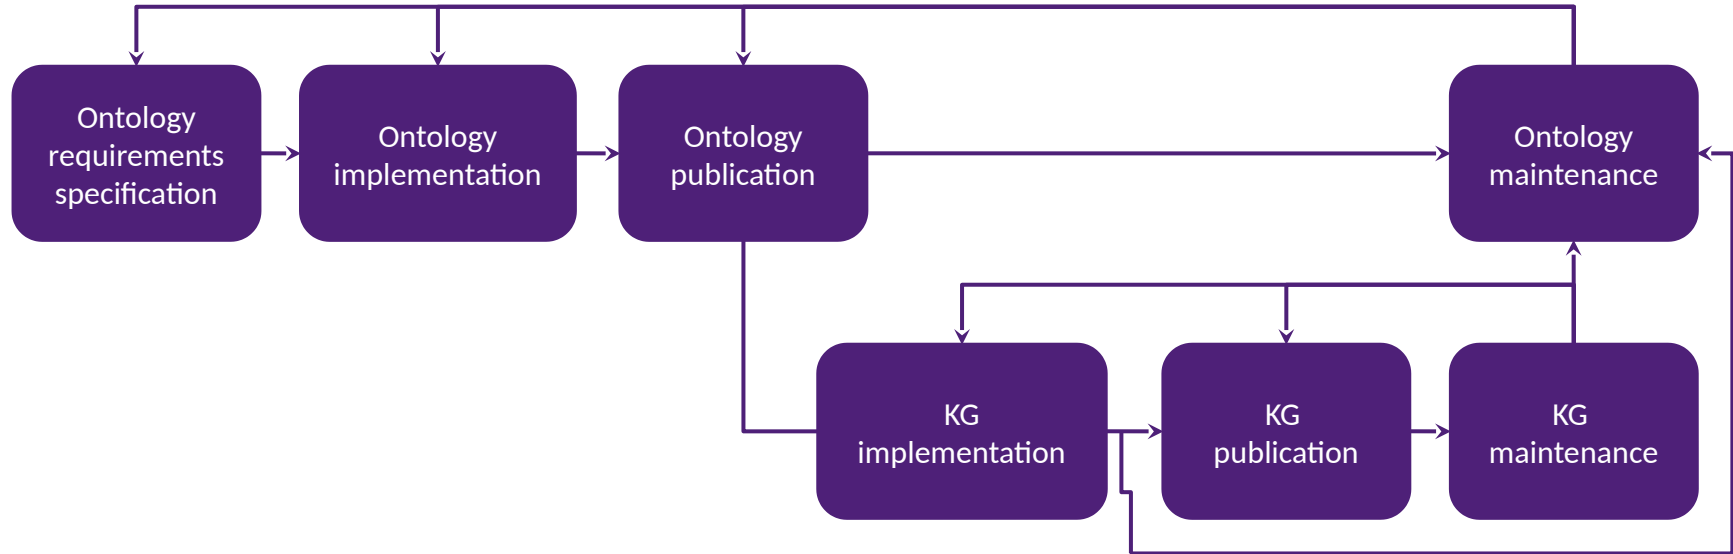 Ontology
requirements
specification
Ontology
implementation
Ontology
publication
Ontology
maintenance
KG
implementation
KG
publication
KG
maintenance